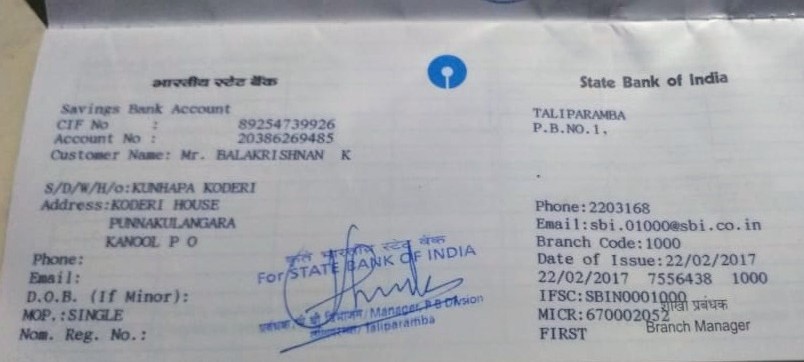 भारतीय स्टेट बैंक
State Bank of India
Savings Bank Account
CIF No : 89254739926
Account No : 20386269485
Customer Name: Mr. BALAKRISHNAN K
S/D/W/H/o:KUNHAPA KODERI
Address:KODERI HOUSE
PUNNAKULANGARA
KANOOL P O
Phone:
Email:
D.O.B. (If Minor):
MOP.:SINGLE
Nom. Reg. No.:
TALIPARAMBA
P.B.NO.1,
Phone:2203168
Email:sbi.01000@sbi.co.in
Branch Code:1000
Date of Issue:22/02/2017
22/02/2017 7556438 1000
IFSC:SBIN0001000
MICR:670002052
FIRST
शाखा प्रबंधक
Branch Manager
कृते भारतीय स्टेट बैंक
For STATE BANK OF INDIA
Manager, P B Division
Taliparamba